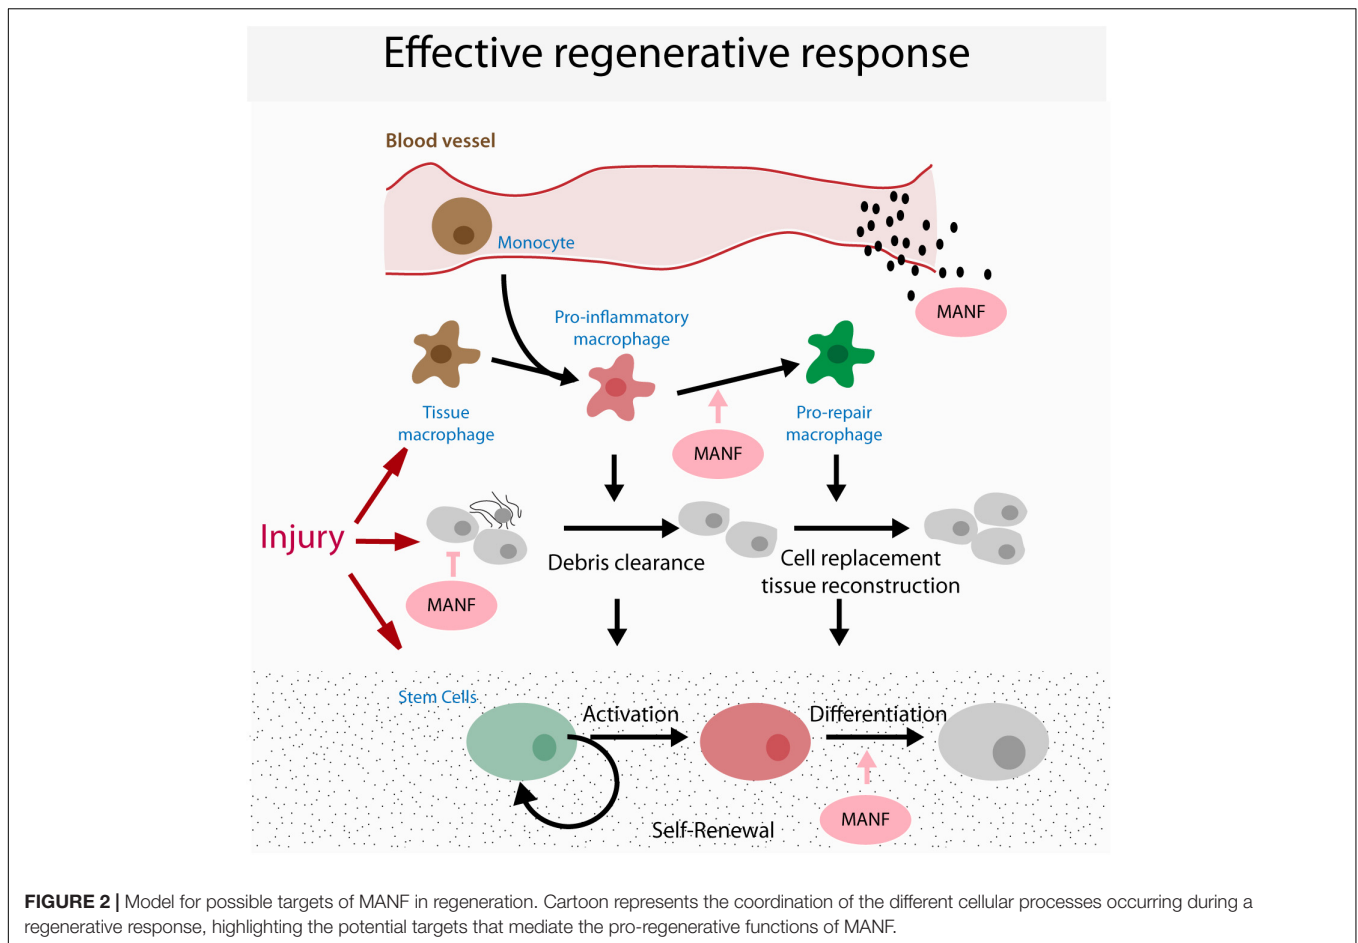 Effective regenerative response
Blood vessel
Monocyte
MANF
Pro-inflammatory
macrophage
Tissue
macrophage
Pro-repair
macrophage
MANF
Injury
Debris clearance
Cell replacement
tissue reconstruction
MANF
Stem Cells
Activation
Differentiation
MANF
Self-Renewal
FIGURE 2 | Model for possible targets of MANF in regeneration. Cartoon represents the coordination of the different cellular processes occurring during a
regenerative response, highlighting the potential targets that mediate the pro-regenerative functions of MANF.